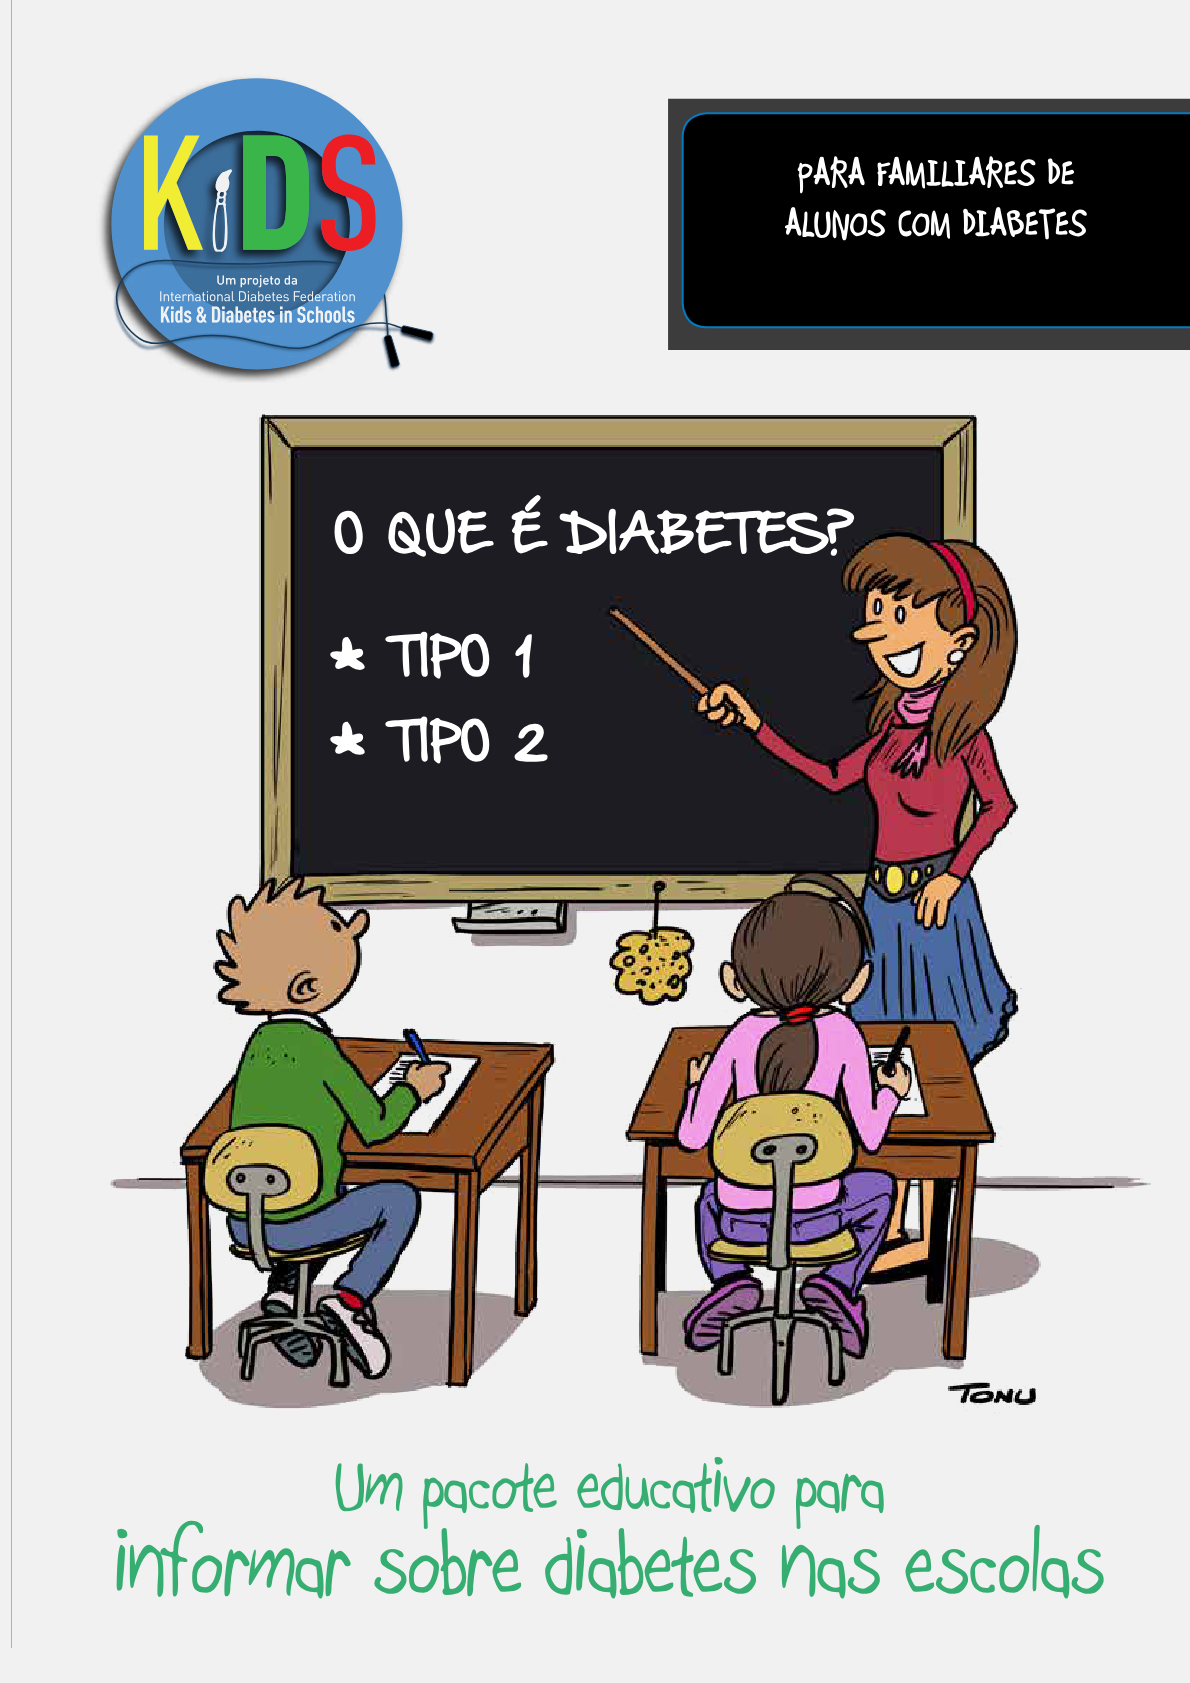 KiDS
Um projeto da
International Diabetes Federation
Kids & Diabetes in Schools
PARA FAMILIARES DE
ALUNOS COM DIABETES
O QUE É DIABETES?
* TIPO 1
* TIPO 2
TONU
Um pacote educativo para
informar sobre diabetes nas escolas